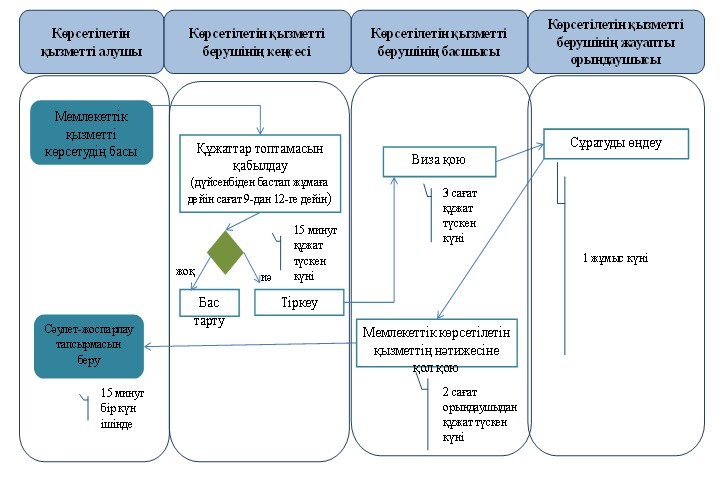 Көрсетілетін
қызметті алушы
Көрсетілетін қызметті
берушінің кеңсесі
Көрсетілетін қызметті
берушінің басшысы
Көрсетілетін қызметті
берушінің жауапты
орындаушысы
Мемлекеттік
қызметті
көрсетудің басы
Құжаттар топтамасын
қабылдау
(дүйсенбіден бастап жұмаға
дейін сағат 9-дан 12-ге дейін)
Виза қою
Сұратуды өңдеу
3 сағат
құжат
түскен
күні
15 минут
құжат
түскен
күні
1 жұмыс күні
жоқ
иә
Бас
тарту
Тіркеу
Сәулет-жоспарлау
тапсырмасын
беру
Мемлекеттік көрсетілетін
қызметтің нәтижесіне
қол қою
15 минут
бір күн
ішінде
2 сағат
орындаушыдан
құжат түскен
күні